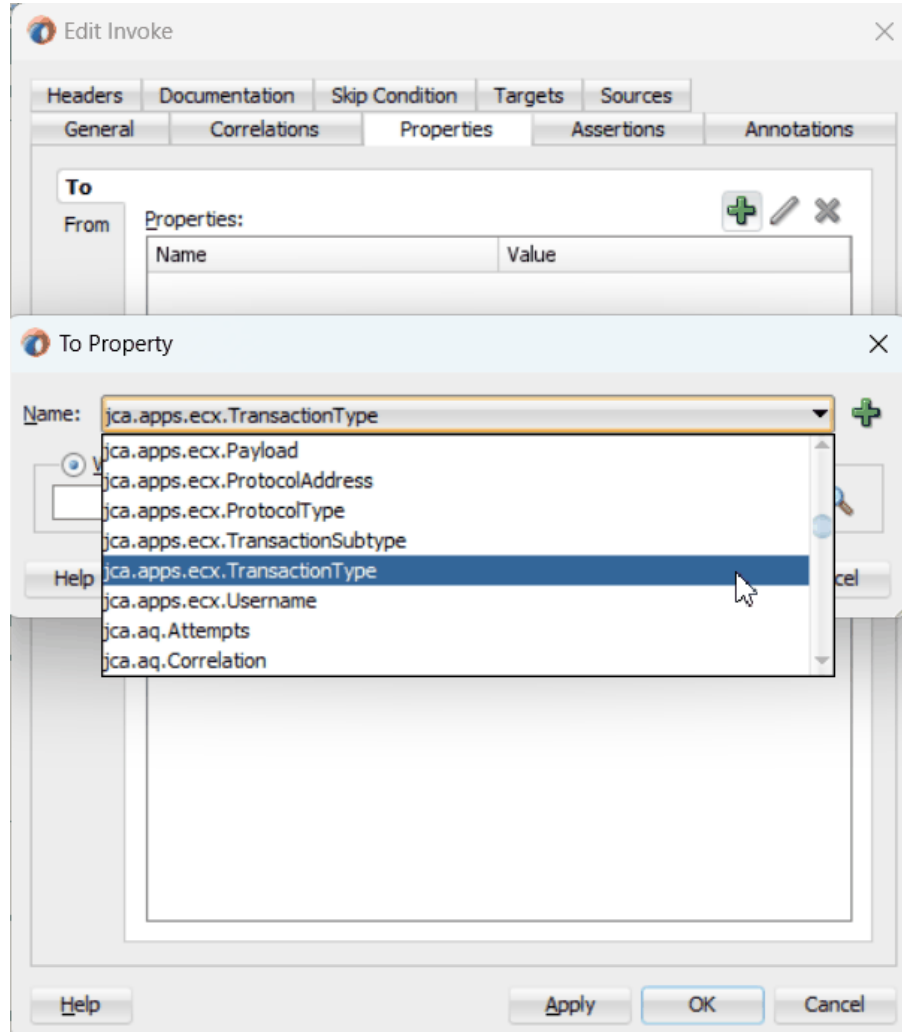 Edit Invoke
Headers Documentation Skip Condition Targets Sources
General Correlations Properties Assertions Annotations
To
From
Properties:
Name Value
To Property
Name: jca.apps.ecx.TransactionType
jca.apps.ecx.Payload
jca.apps.ecx.ProtocolAddress
jca.apps.ecx.ProtocolType
jca.apps.ecx.TransactionSubtype
jca.apps.ecx.TransactionType
jca.apps.ecx.Username
jca.aq.Attempts
jca.aq.Correlation
Help
Help Apply OK Cancel